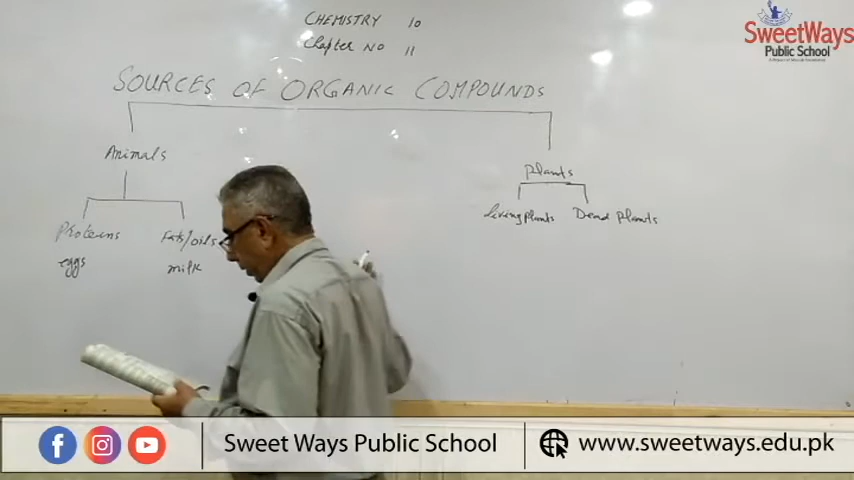 SweetWays
Public School
CHEMISTRY 10
Chapter NO 11
SOURCES OF ORGANIC COMPOUNDS
Animals
Plants
Proteins
Fats/oils
living plants
Dead plants
eggs
milk
Sweet Ways Public School
www.sweetways.edu.pk